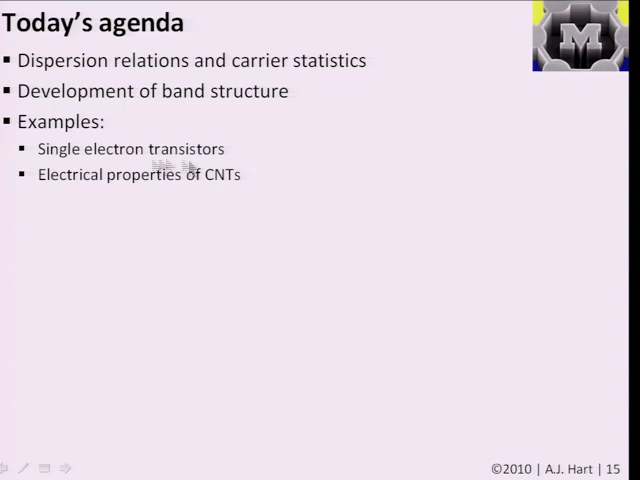 Today's agenda
Dispersion relations and carrier statistics
Development of band structure
Examples:
Single electron transistors
Electrical properties of CNTs
M
©2010 | A.J. Hart | 15